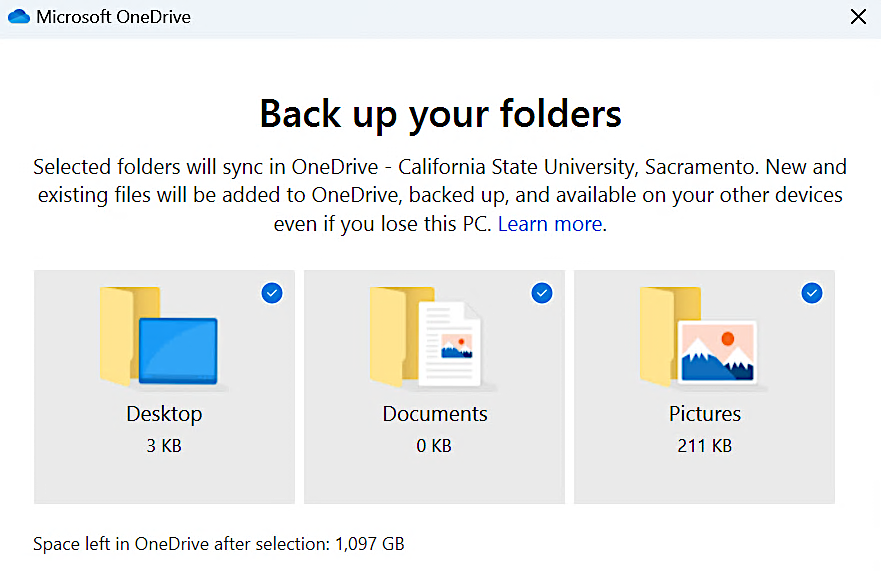 Microsoft OneDrive
Back up your folders
Selected folders will sync in OneDrive - California State University, Sacramento. New and
existing files will be added to OneDrive, backed up, and available on your other devices
even if you lose this PC. Learn more.
Desktop
3 KB
Documents
0 KB
Pictures
211 KB
Space left in OneDrive after selection: 1,097 GB